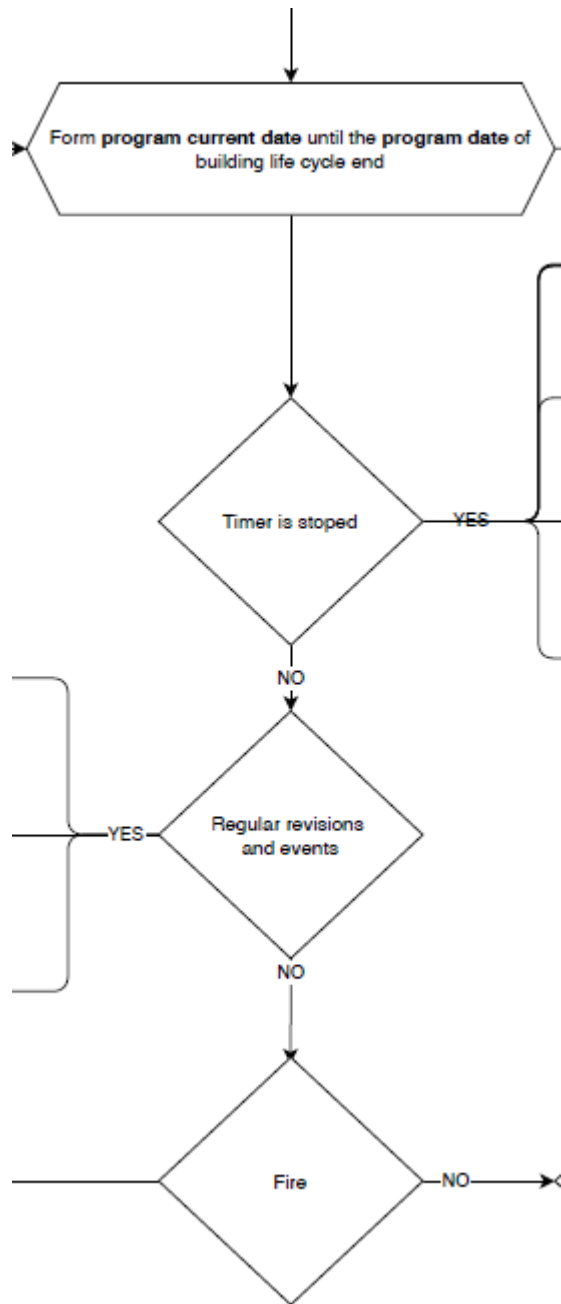 Form program current date until the program date of
building life cycle end
Timer is stoped
YES
NO
Regular revisions
and events
YES
NO
Fire
NO